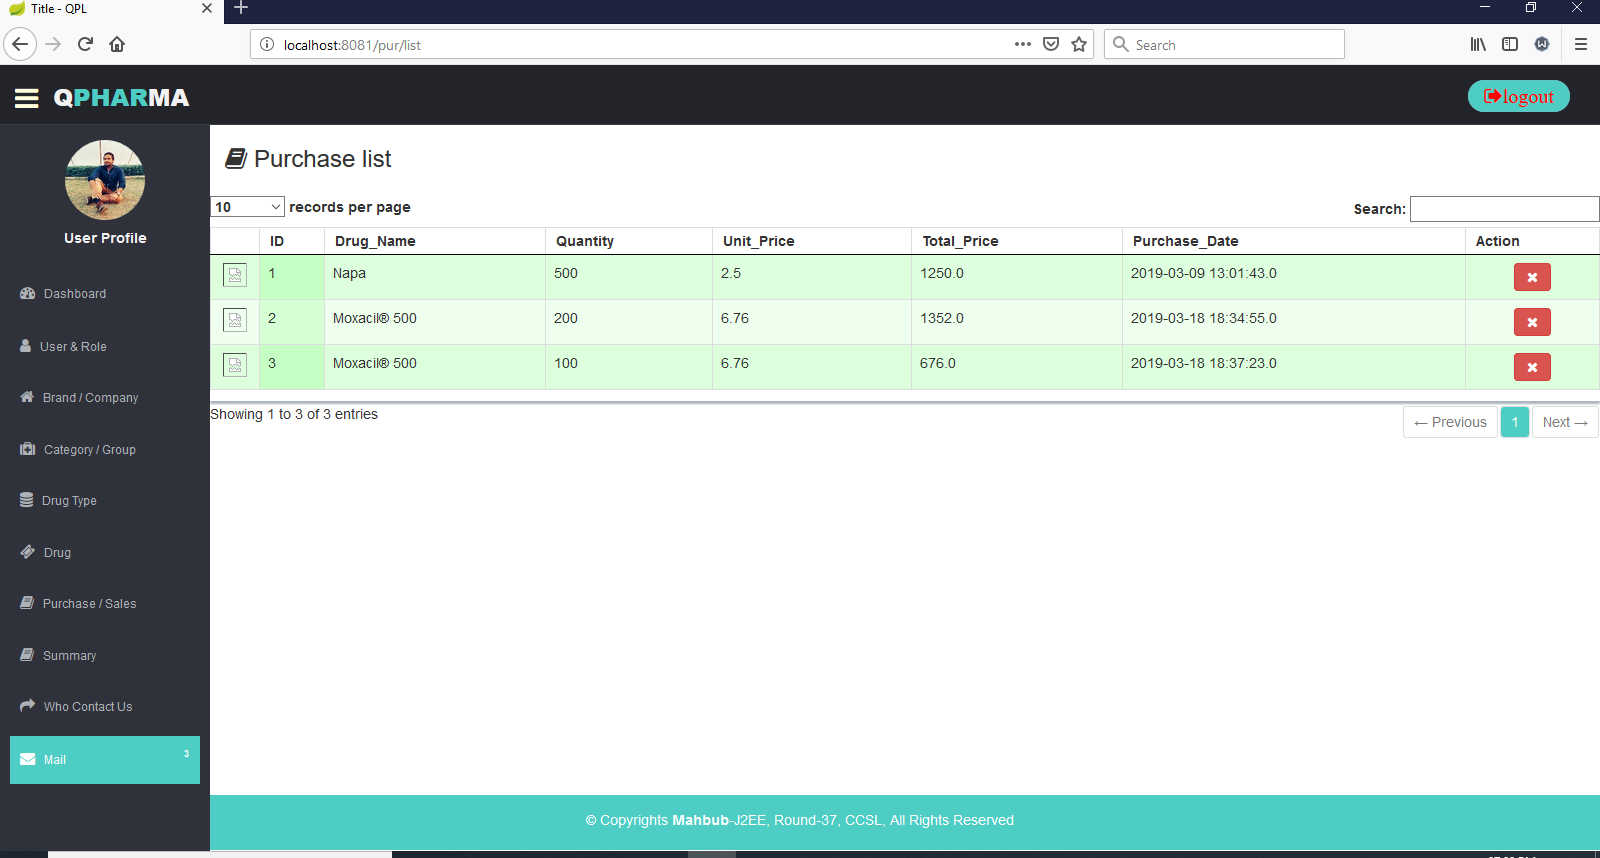 Title - QPL
localhost:8081/pur/list
Search
QPHARMA
logout
User Profile
Dashboard
User & Role
Brand / Company
Category / Group
Drug Type
Drug
Purchase / Sales
Summary
Who Contact Us
Mail 3
Purchase list
10 records per page Search:
ID Drug_Name Quantity Unit_Price Total_Price Purchase_Date Action
1 Napa 500 2.5 1250.0 2019-03-09 13:01:43.0
2 Moxacil® 500 200 6.76 1352.0 2019-03-18 18:34:55.0
3 Moxacil® 500 100 6.76 676.0 2019-03-18 18:37:23.0
Showing 1 to 3 of 3 entries ← Previous 1 Next →
© Copyrights Mahbub-J2EE, Round-37, CCSL, All Rights Reserved